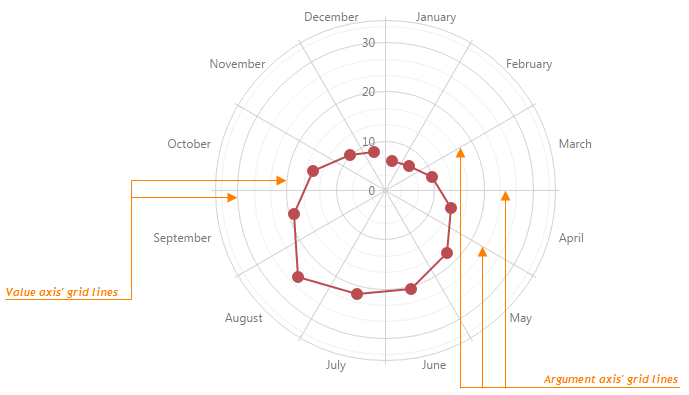 December
January
30
November
February
20
October
10
March
0
September
April
Value axis' grid lines
August
May
July
June
Argument axis' grid lines